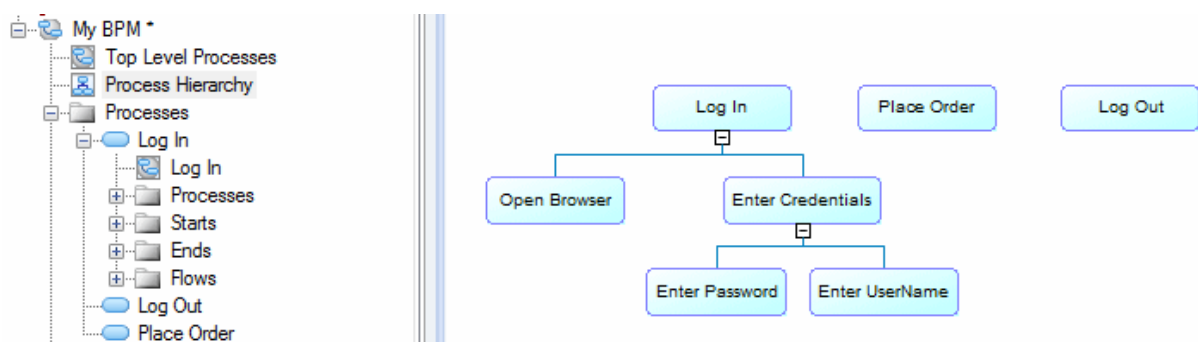 My BPM *
Top Level Processes
Process Hierarchy
Processes
Log In
Log In
Processes
Starts
Ends
Flows
Log Out
Place Order
Log In
Place Order
Log Out
Open Browser
Enter Credentials
Enter Password
Enter UserName